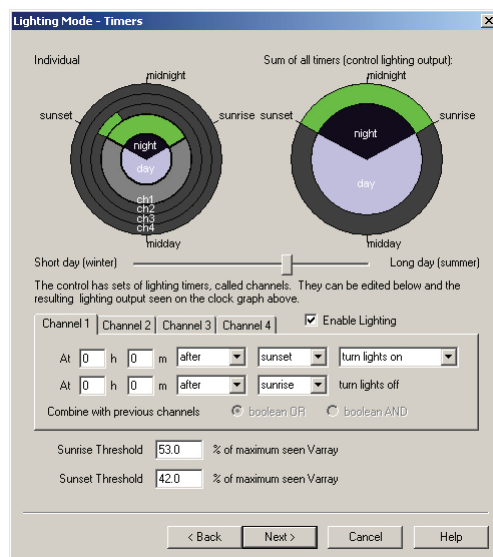 Lighting Mode - Timers
Individual
Sum of all timers (control lighting output):
midnight
midnight
sunset
sunrise
sunset
sunrise
night
night
day
day
ch1
ch2
ch3
ch4
midday
midday
Short day (winter)
Long day (summer)
The control has sets of lighting timers, called channels. They can be edited below and the
resulting lighting output seen on the clock graph above.
Channel 1 Channel 2 Channel 3 Channel 4 Enable Lighting
At 0 h 0 m after sunset turn lights on
At 0 h 0 m after sunrise turn lights off
Combine with previous channels boolean OR boolean AND
Sunrise Threshold 53.0 % of maximum seen Varray
Sunset Threshold 42.0 % of maximum seen Varray
< Back Next > Cancel Help